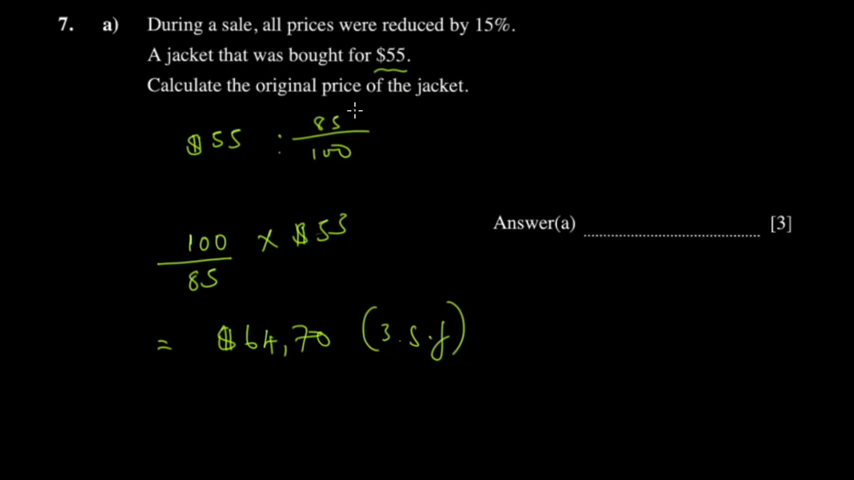 7. a) During a sale, all prices were reduced by 15%.
A jacket that was bought for $55.
Calculate the original price of the jacket.
$55 : 85
100
100 × $55
85
Answer(a) ........................................ [3]
= $64,70 (3.s.f)